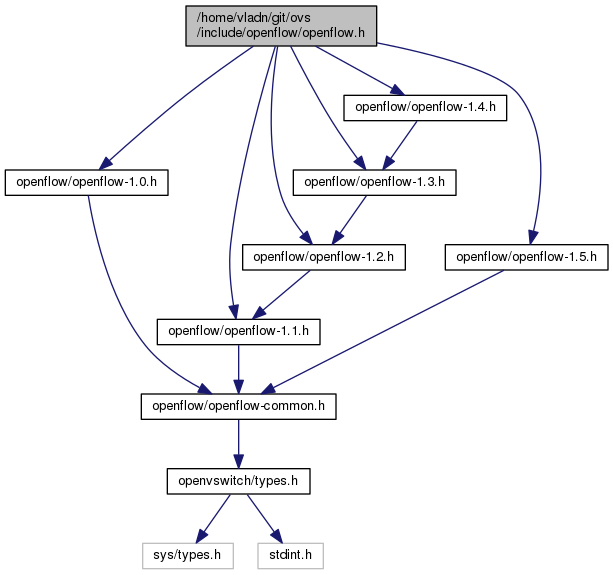 /home/vladn/git/ovs
/include/openflow/openflow.h
openflow/openflow-1.4.h
openflow/openflow-1.0.h
openflow/openflow-1.3.h
openflow/openflow-1.2.h
openflow/openflow-1.5.h
openflow/openflow-1.1.h
openflow/openflow-common.h
openvswitch/types.h
sys/types.h
stdint.h